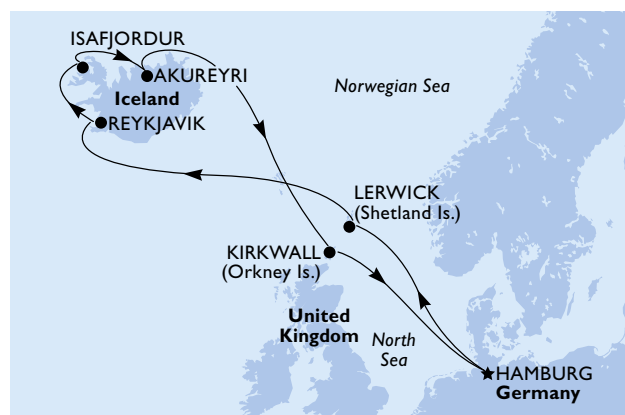 ISAFJORDUR
AKUREYRI
Iceland
REYKJAVIK
Norwegian Sea
LERWICK
(Shetland Is.)
KIRKWALL
(Orkney Is.)
United
Kingdom
North
Sea
HAMBURG
Germany